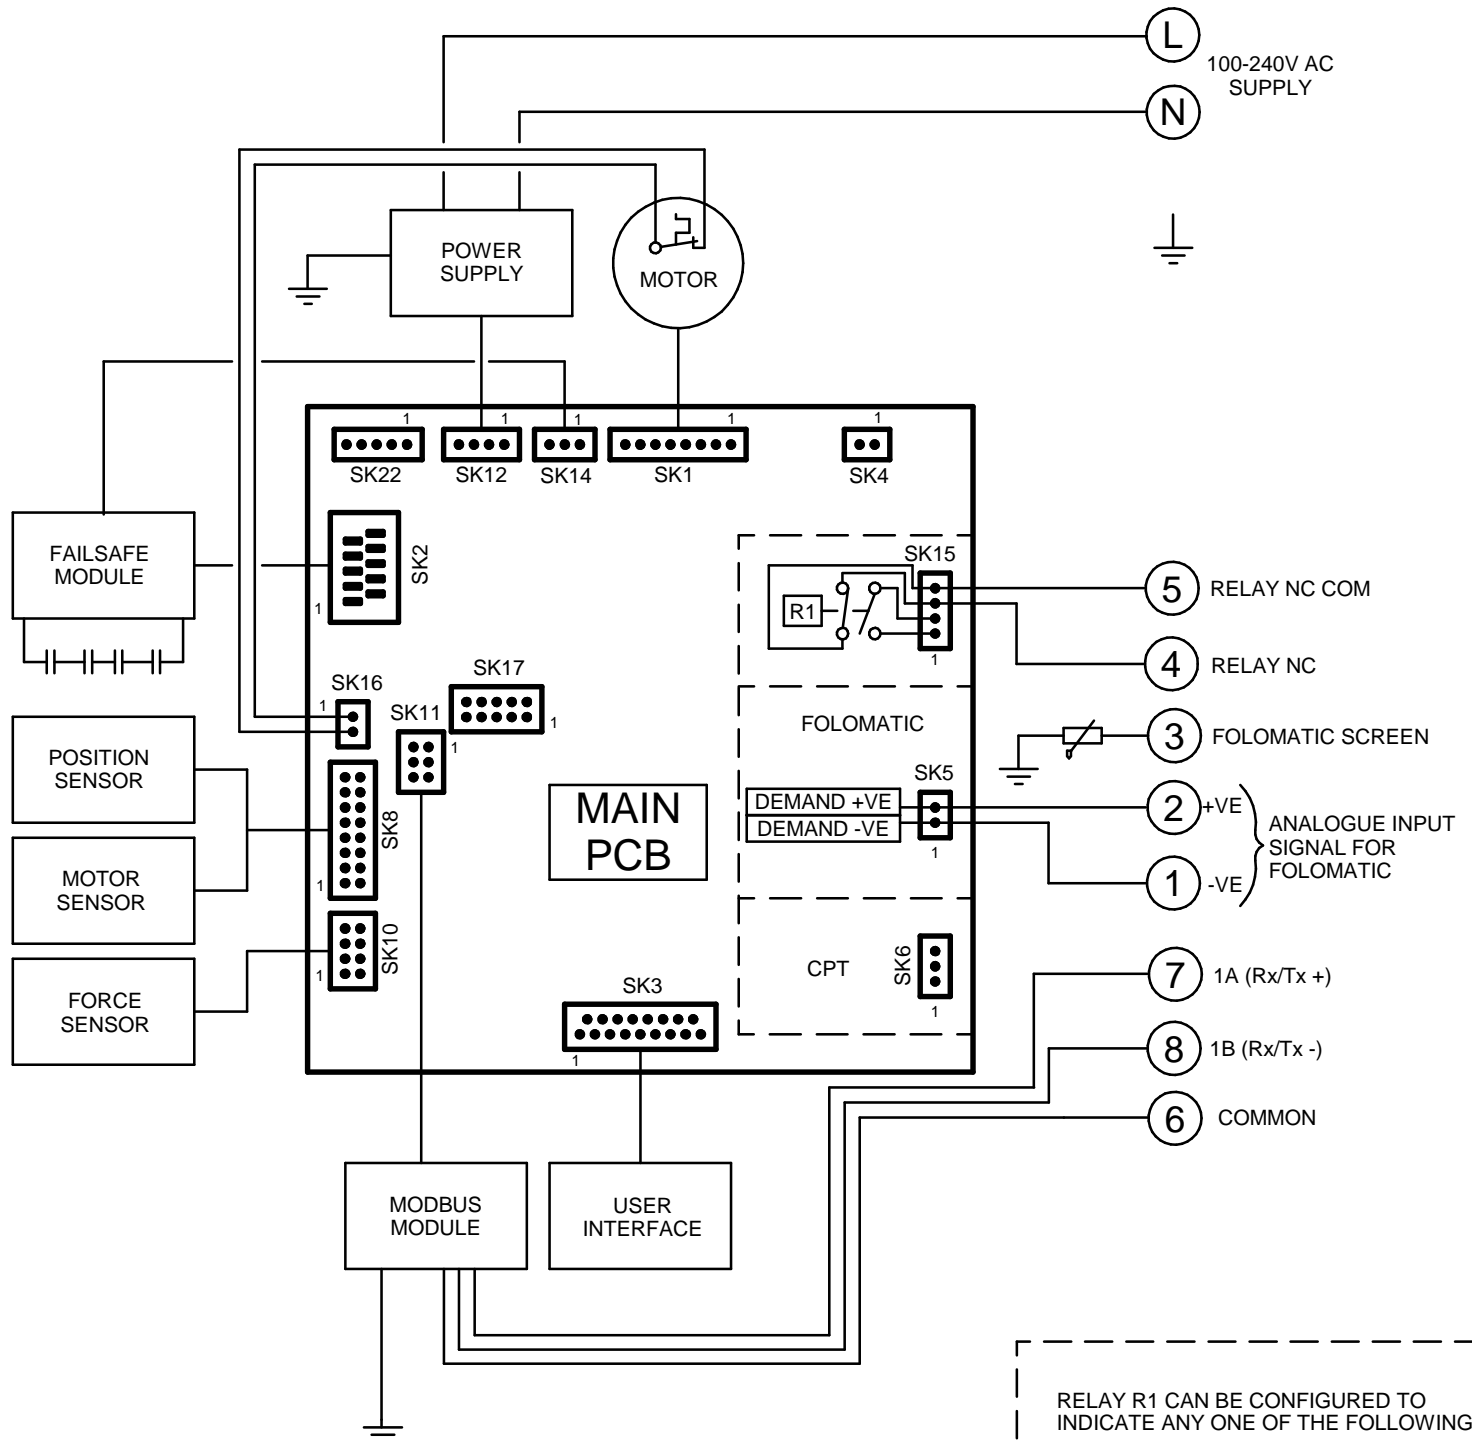 L
100-240V AC
SUPPLY
N
POWER
SUPPLY
MOTOR
1
1
1
1
1
SK22
SK12
SK14
SK1
SK4
FAILSAFE
MODULE
SK2
1
SK15
R1
1
5
RELAY NC COM
4
RELAY NC
SK16
1
SK17
1
SK11
1
FOLOMATIC
3
FOLOMATIC SCREEN
POSITION
SENSOR
SK8
1
MAIN
PCB
SK5
DEMAND +VE
DEMAND -VE
1
2
+VE
ANALOGUE INPUT
SIGNAL FOR
FOLOMATIC
1
-VE
MOTOR
SENSOR
SK10
1
CPT
SK6
1
FORCE
SENSOR
SK3
1
7
1A (Rx/Tx +)
8
1B (Rx/Tx -)
6
COMMON
MODBUS
MODULE
USER
INTERFACE
RELAY R1 CAN BE CONFIGURED TO
INDICATE ANY ONE OF THE FOLLOWING